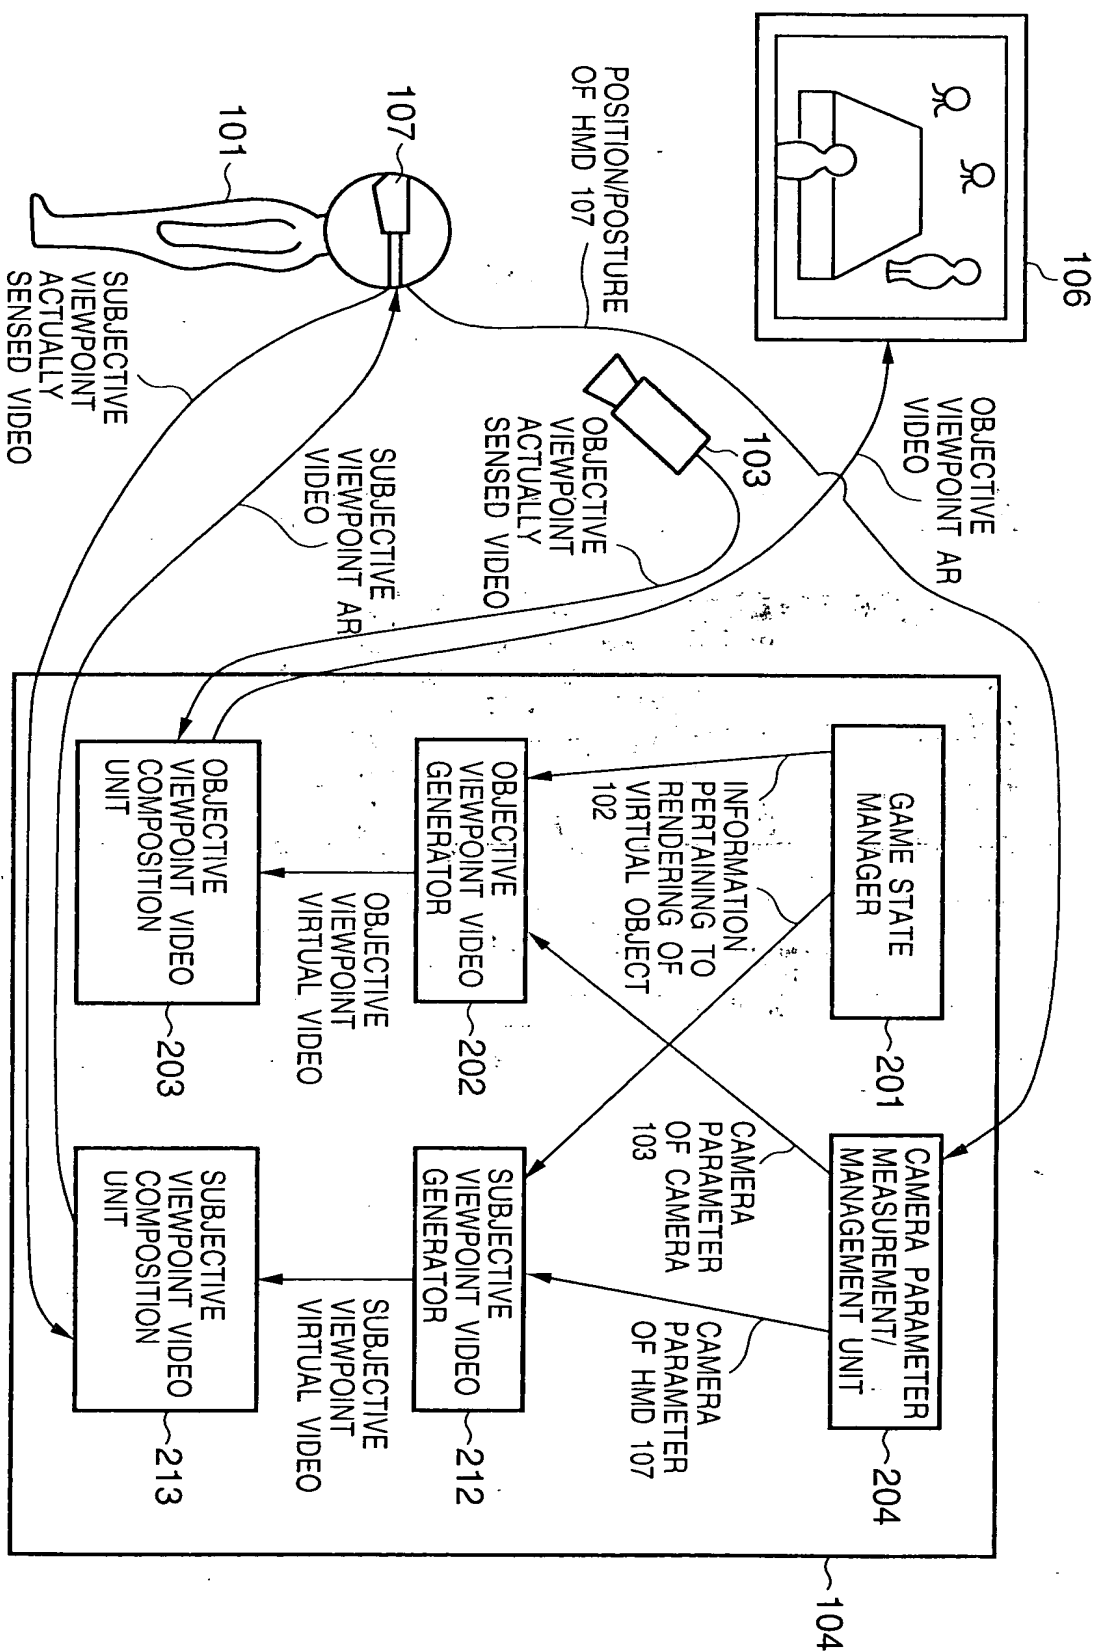 106
OBJECTIVE
VIEWPOINT AR
VIDEO
POSITION/POSTURE
OF HMD 107
103
OBJECTIVE
VIEWPOINT
ACTUALLY
SENSED VIDEO
107
101
SUBJECTIVE
VIEWPOINT AR
VIDEO
SUBJECTIVE
VIEWPOINT
ACTUALLY
SENSED VIDEO
GAME STATE
MANAGER
201
CAMERA PARAMETER
MEASUREMENT/
MANAGEMENT UNIT
204
INFORMATION
PERTAINING TO
RENDERING OF
VIRTUAL OBJECT
102
CAMERA
PARAMETER
OF CAMERA
103
CAMERA
PARAMETER
OF HMD 107
OBJECTIVE
VIEWPOINT VIDEO
GENERATOR
202
SUBJECTIVE
VIEWPOINT VIDEO
GENERATOR
212
OBJECTIVE
VIEWPOINT
VIRTUAL VIDEO
SUBJECTIVE
VIEWPOINT
VIRTUAL VIDEO
OBJECTIVE
VIEWPOINT VIDEO
COMPOSITION
UNIT
203
SUBJECTIVE
VIEWPOINT VIDEO
COMPOSITION
UNIT
213
104